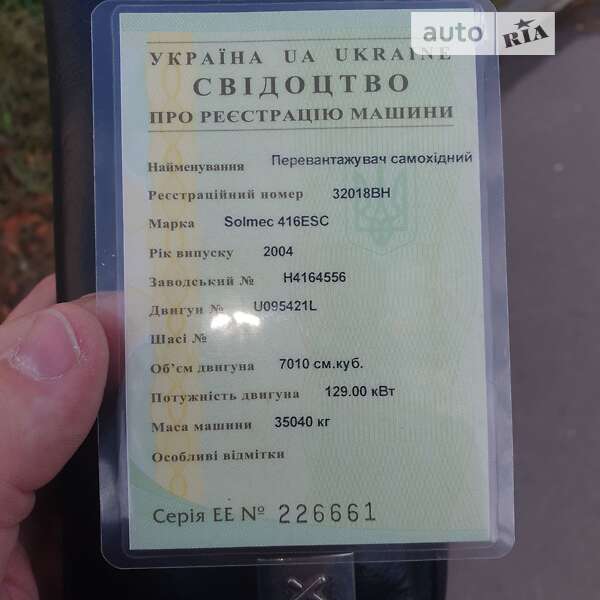 auto RIA
УКРАЇНА UA UKRAINE
СВІДОЦТВО
ПРО РЕЄСТРАЦІЮ МАШИНИ
Найменування Перевантажувач самохідний
Реєстраційний номер 32018ВН
Марка Solmec 416ESC
Рік випуску 2004
Заводський № H4164556
Двигун № U095421L
Шасі №
Об'єм двигуна 7010 см.куб.
Потужність двигуна 129.00 кВт
Маса машини 35040 кг
Особливі відмітки
Серія ЕЕ № 226661